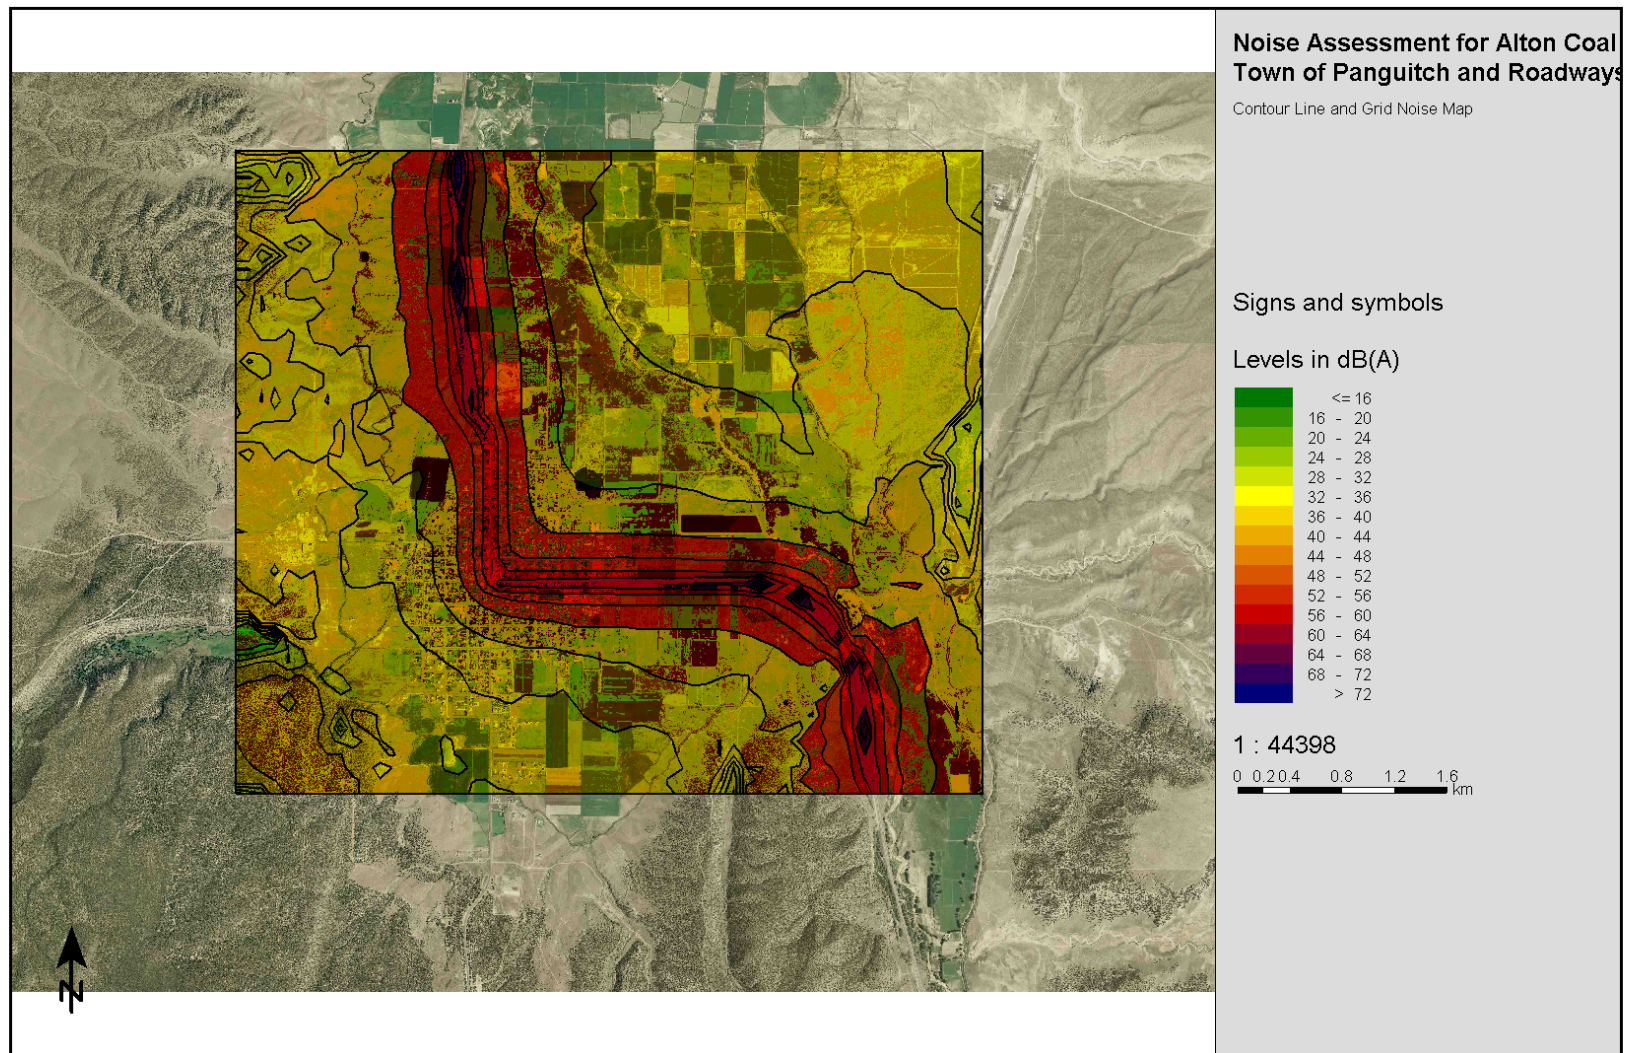 Noise Assessment for Alton Coal
Town of Panguitch and Roadways
Contour Line and Grid Noise Map
Signs and symbols
Levels in dB(A)
<= 16
16 - 20
20 - 24
24 - 28
28 - 32
32 - 36
36 - 40
40 - 44
44 - 48
48 - 52
52 - 56
56 - 60
60 - 64
64 - 68
68 - 72
> 72
1 : 44398
0 0.2 0.4 0.8 1.2 1.6
km
N